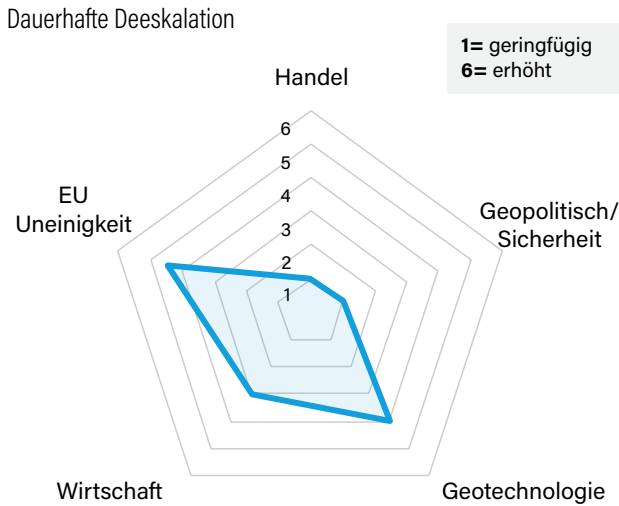 Dauerhafte Deeskalation
1= geringfügig
6= erhöht
Handel
6
5
4
3
2
1
EU
Uneinigkeit
Geopolitisch/
Sicherheit
Wirtschaft
Geotechnologie